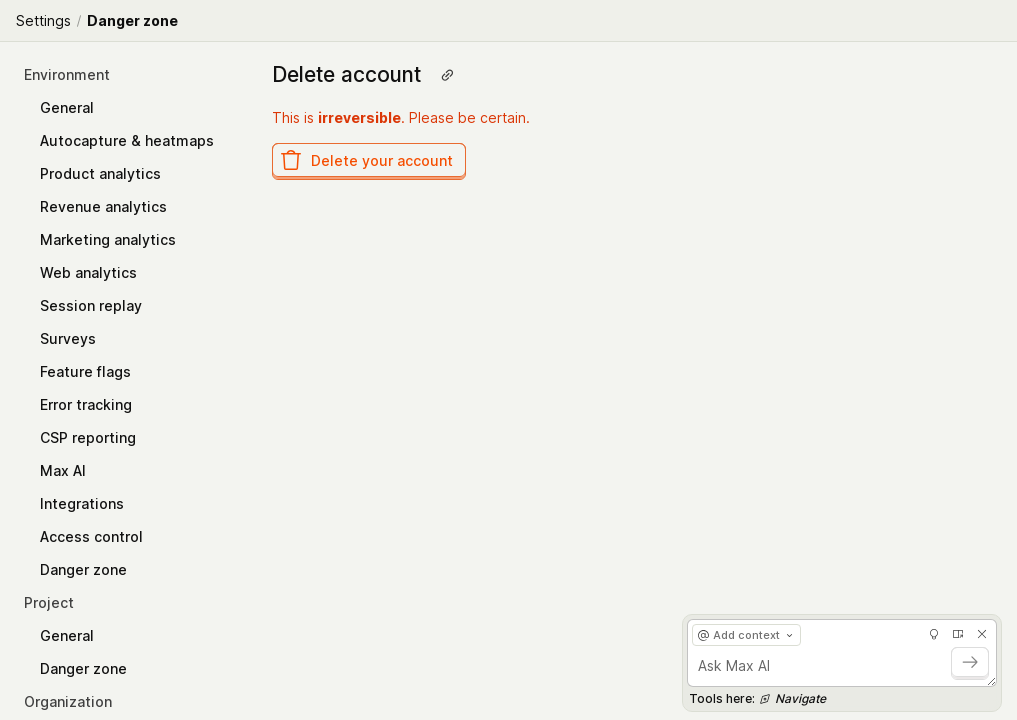 Settings / Danger zone
Environment
General
Autocapture & heatmaps
Product analytics
Revenue analytics
Marketing analytics
Web analytics
Session replay
Surveys
Feature flags
Error tracking
CSP reporting
Max AI
Integrations
Access control
Danger zone
Project
General
Danger zone
Organization
Delete account
This is irreversible. Please be certain.
Delete your account
@ Add context
Ask Max AI
Tools here: Navigate